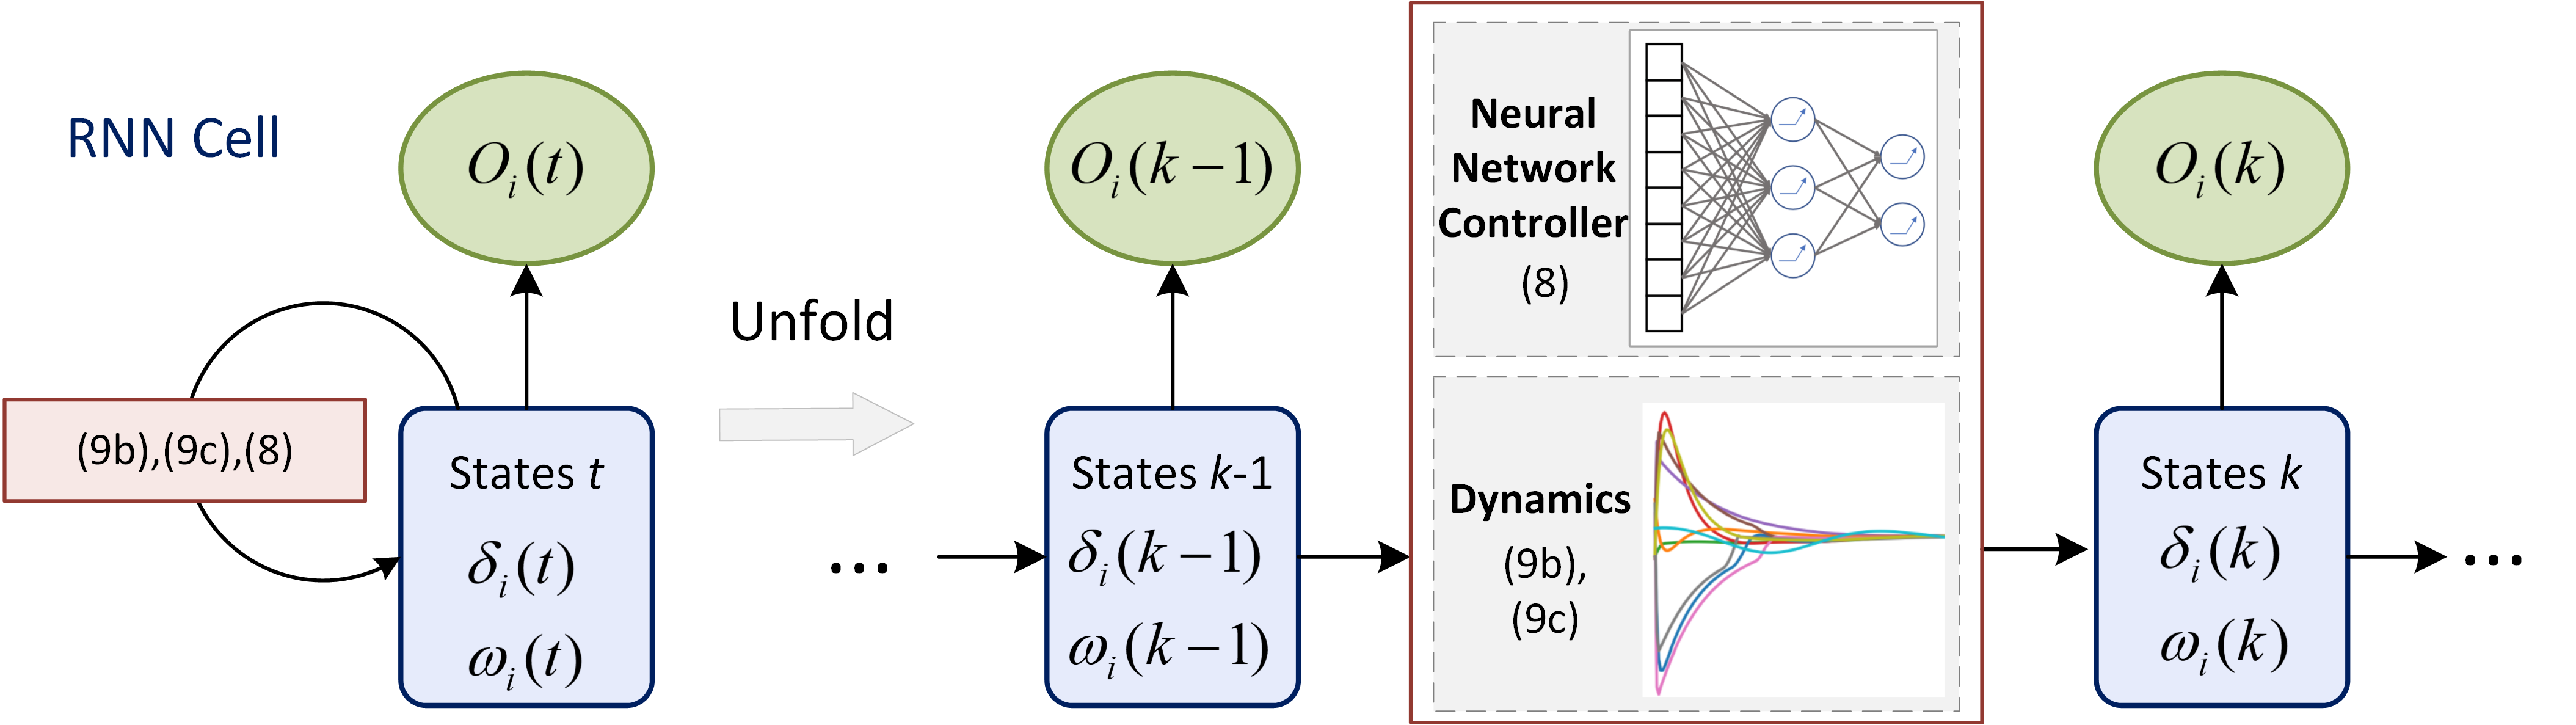 RNN Cell
O_i(t)
(9b),(9c),(8)
States t
δ_i(t)
ω_i(t)
Unfold
...
O_i(k−1)
States k-1
δ_i(k−1)
ω_i(k−1)
Neural
Network
Controller
(8)
Dynamics
(9b),
(9c)
O_i(k)
States k
δ_i(k)
ω_i(k)
...